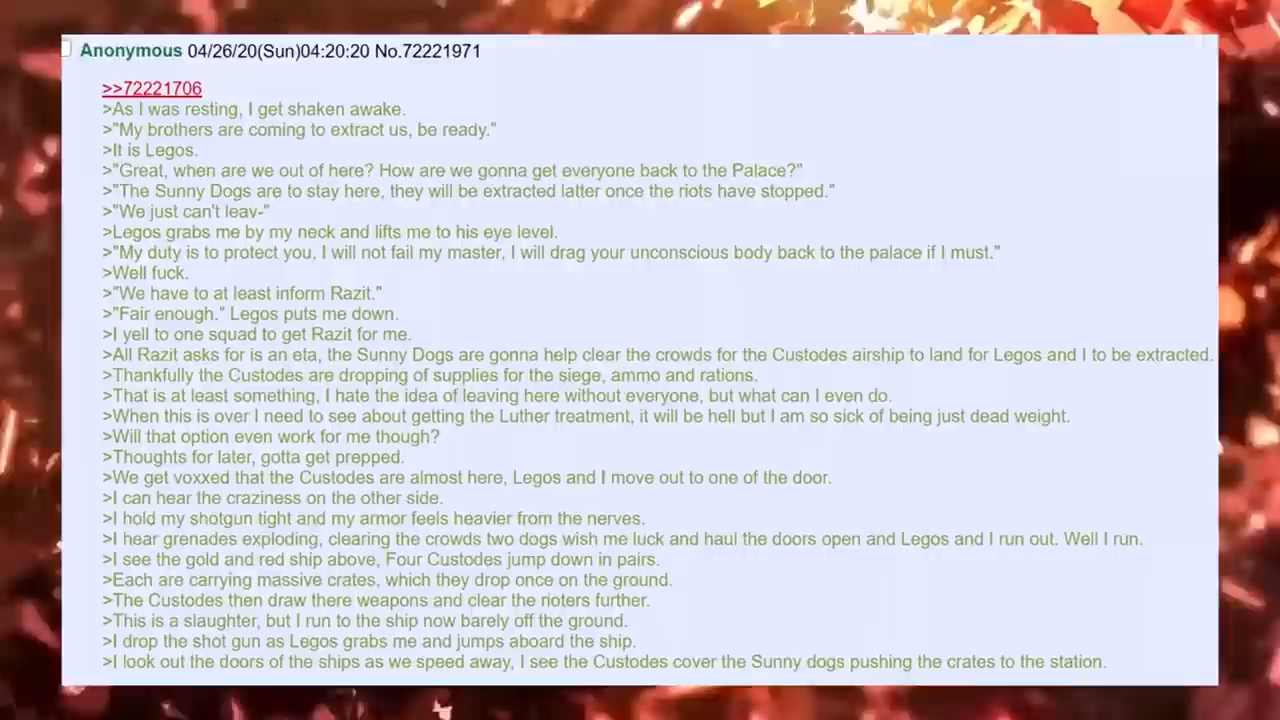 Anonymous 04/26/20(Sun)04:20:20 No.72221971
>>72221706
>As I was resting, I get shaken awake.
>"My brothers are coming to extract us, be ready."
>It is Legos.
>"Great, when are we out of here? How are we gonna get everyone back to the Palace?"
>"The Sunny Dogs are to stay here, they will be extracted latter once the riots have stopped."
>"We just can't leav-"
>Legos grabs me by my neck and lifts me to his eye level.
>"My duty is to protect you, I will not fail my master, I will drag your unconscious body back to the palace if I must."
>Well fuck.
>"We have to at least inform Razit."
>"Fair enough." Legos puts me down.
>I yell to one squad to get Razit for me.
>All Razit asks for is an eta, the Sunny Dogs are gonna help clear the crowds for the Custodes airship to land for Legos and I to be extracted.
>Thankfully the Custodes are dropping of supplies for the siege, ammo and rations.
>That is at least something, I hate the idea of leaving here without everyone, but what can I even do.
>When this is over I need to see about getting the Luther treatment, it will be hell but I am so sick of being just dead weight.
>Will that option even work for me though?
>Thoughts for later, gotta get prepped.
>We get voxxed that the Custodes are almost here, Legos and I move out to one of the door.
>I can hear the craziness on the other side.
>I hold my shotgun tight and my armor feels heavier from the nerves.
>I hear grenades exploding, clearing the crowds two dogs wish me luck and haul the doors open and Legos and I run out. Well I run.
>I see the gold and red ship above, Four Custodes jump down in pairs.
>Each are carrying massive crates, which they drop once on the ground.
>The Custodes then draw there weapons and clear the rioters further.
>This is a slaughter, but I run to the ship now barely off the ground.
>I drop the shot gun as Legos grabs me and jumps aboard the ship.
>I look out the doors of the ships as we speed away, I see the Custodes cover the Sunny dogs pushing the crates to the station.